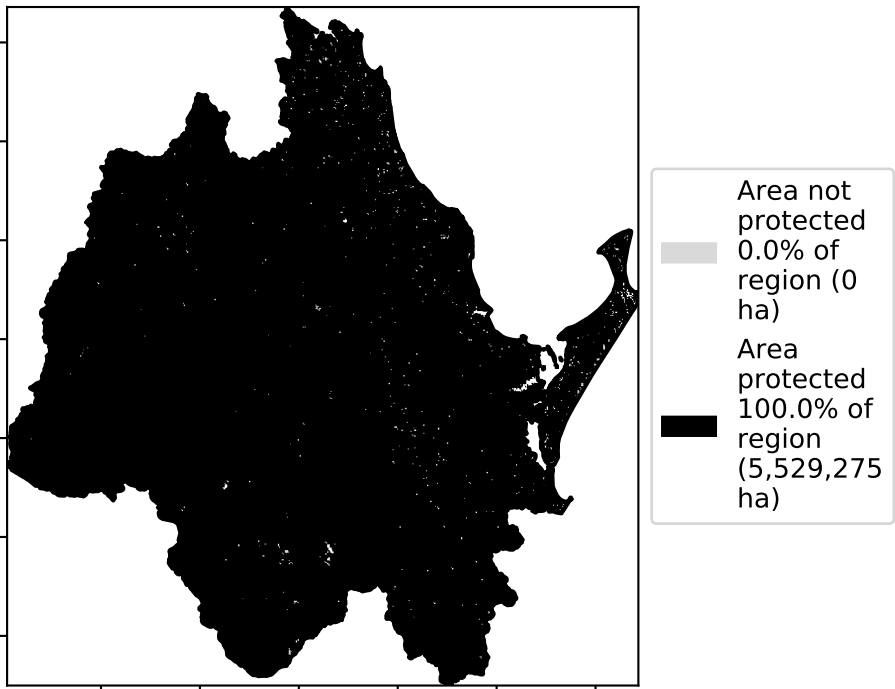 Area not
protected
0.0% of
region (0
ha)
Area
protected
100.0% of
region
(5,529,275
ha)